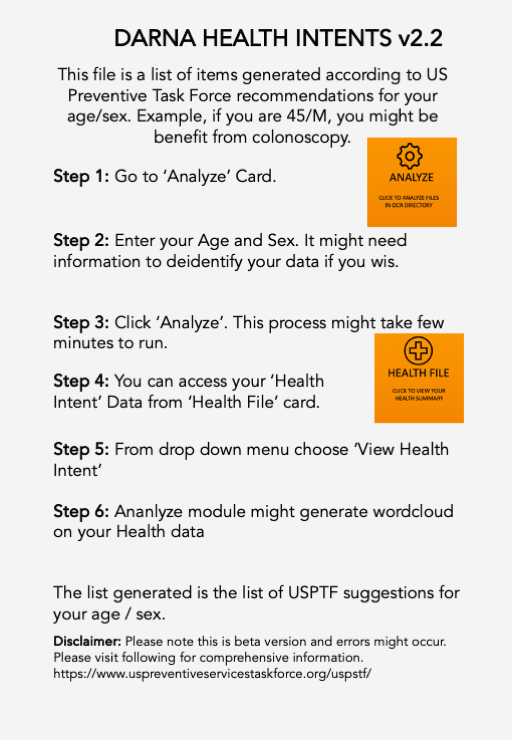 DARNA HEALTH INTENTS v2.2
This file is a list of items generated according to US
Preventive Task Force recommendations for your
age/sex. Example, if you are 45/M, you might be
benefit from colonoscopy.
Step 1: Go to ‘Analyze’ Card.
ANALYZE
CLICK TO ANALYZE FILES
IN OCR DIRECTORY
Step 2: Enter your Age and Sex. It might need
information to deidentify your data if you wis.
Step 3: Click ‘Analyze’. This process might take few
minutes to run.
HEALTH FILE
CLICK TO VIEW YOUR
HEALTH SUMMARY
Step 4: You can access your ‘Health
Intent’ Data from ‘Health File’ card.
Step 5: From drop down menu choose ‘View Health
Intent’
Step 6: Ananlyze module might generate wordcloud
on your Health data
The list generated is the list of USPTF suggestions for
your age / sex.
Disclaimer: Please note this is beta version and errors might occur.
Please visit following for comprehensive information.
https://www.uspreventiveservicestaskforce.org/uspstf/